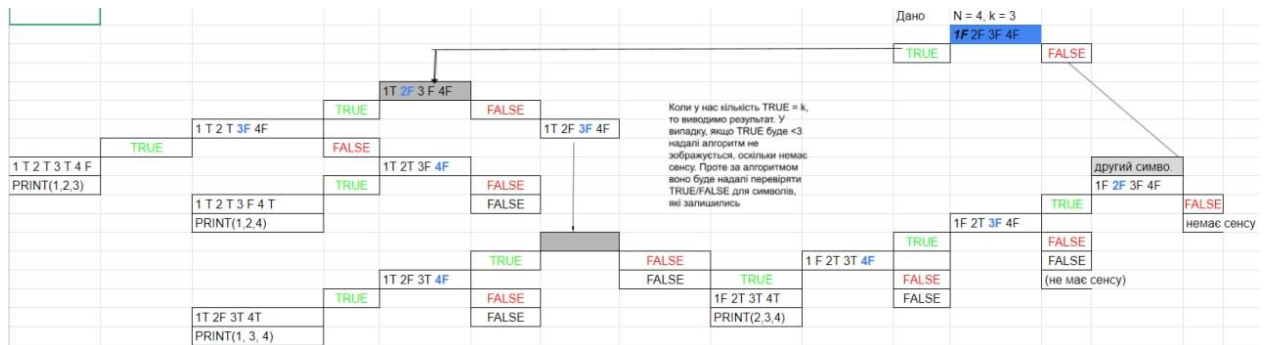 Дано N = 4, k = 3
1F 2F 3F 4F
TRUE FALSE
1T 2F 3 F 4F
TRUE FALSE
1 T 2 T 3F 4F 1T 2F 3F 4F
TRUE FALSE
1 T 2 T 3 T 4 F 1T 2T 3F 4F
PRINT(1,2,3) TRUE FALSE
1 T 2 T 3 F 4 T FALSE
PRINT(1,2,4)
Коли у нас кількість TRUE = k,
то виводимо результат. У
випадку, якщо TRUE буде <3
надалі алгоритм не
зображується, оскільки немає
сенсу. Проте за алгоритмом
воно буде надалі перевіряти
TRUE/FALSE для символів,
які залишились
другий симво.
1F 2F 3F 4F
TRUE FALSE
1F 2T 3F 4F немає сенсу
TRUE FALSE
TRUE FALSE 1 F 2T 3T 4F FALSE
1T 2F 3T 4F FALSE TRUE FALSE (не має сенсу)
TRUE FALSE 1F 2T 3T 4T FALSE
1T 2F 3T 4T FALSE PRINT(2,3,4)
PRINT(1, 3, 4)